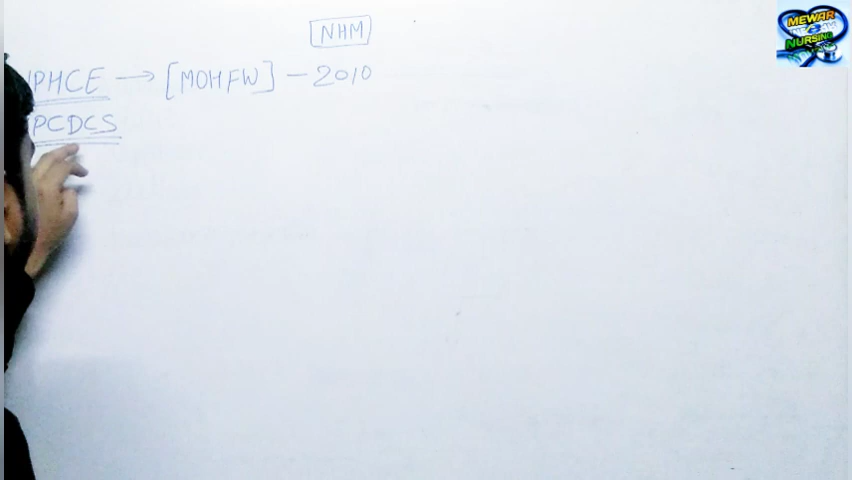 NHM
PHCE → [MOHFW] - 2010
PCDCS
MEWAR
NURSING